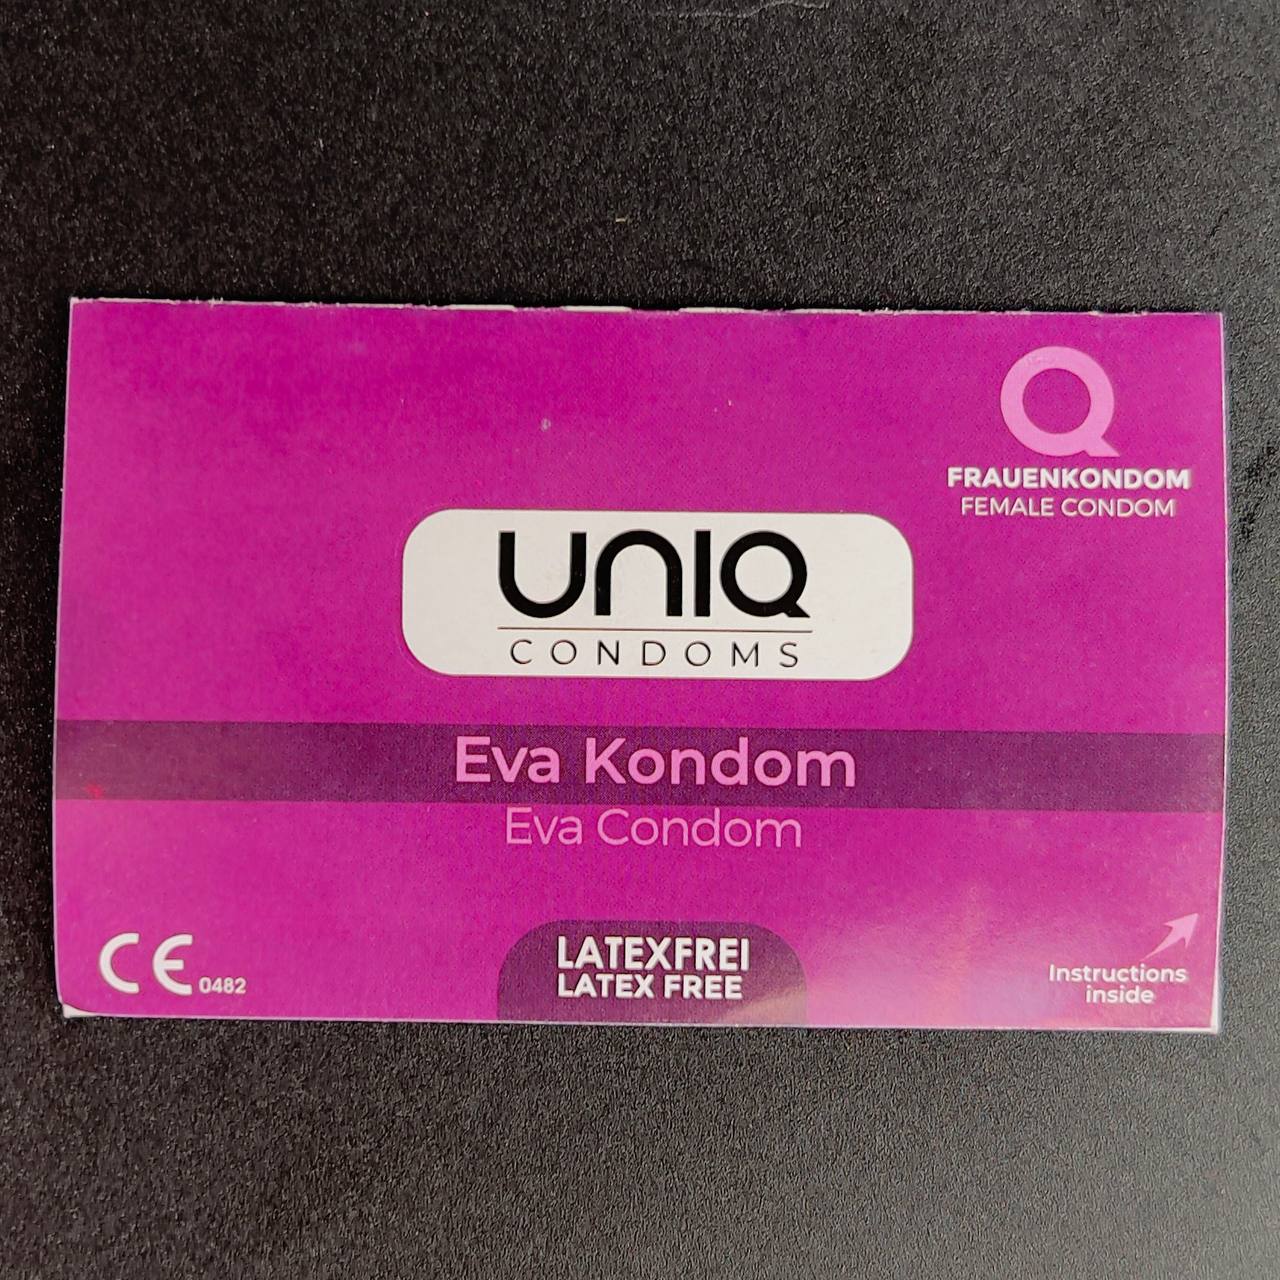 FRAUENKONDOM
FEMALE CONDOM
UNIQ
CONDOMS
Eva Kondom
Eva Condom
CE 0482
LATEXFREI
LATEX FREE
Instructions
inside